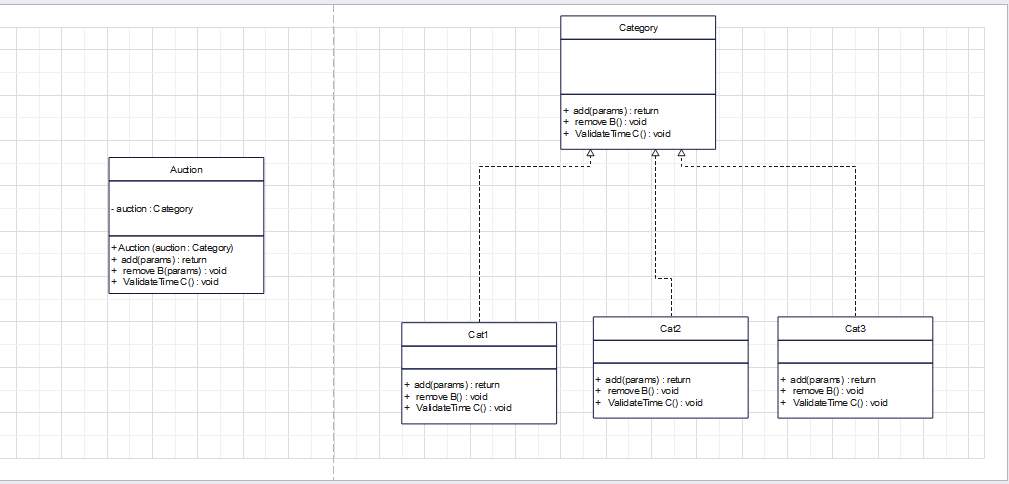 Category
+ add(params) : return
+ remove B() : void
+ ValidateTime C() : void
Auction
- auction : Category
+ Auction (auction : Category)
+ add(params) : return
+ remove B(params) : void
+ ValidateTime C() : void
Cat1
+ add(params) : return
+ remove B() : void
+ ValidateTime C() : void
Cat2
+ add(params) : return
+ remove B() : void
+ ValidateTime C() : void
Cat3
+ add(params) : return
+ remove B() : void
+ ValidateTime C() : void